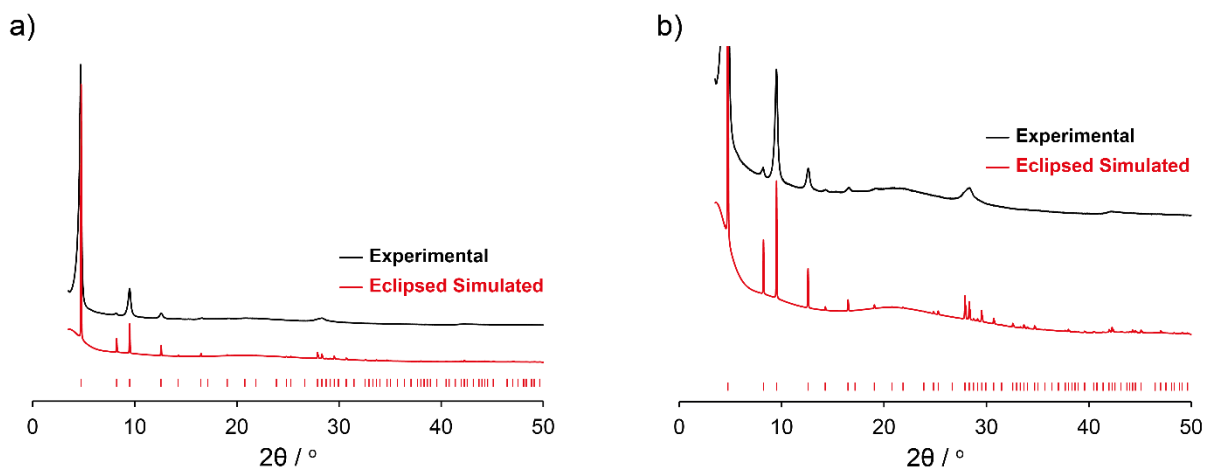 a)
Experimental
Eclipsed Simulated
0 10 20 30 40 50
2θ / °
b)
Experimental
Eclipsed Simulated
0 10 20 30 40 50
2θ / °